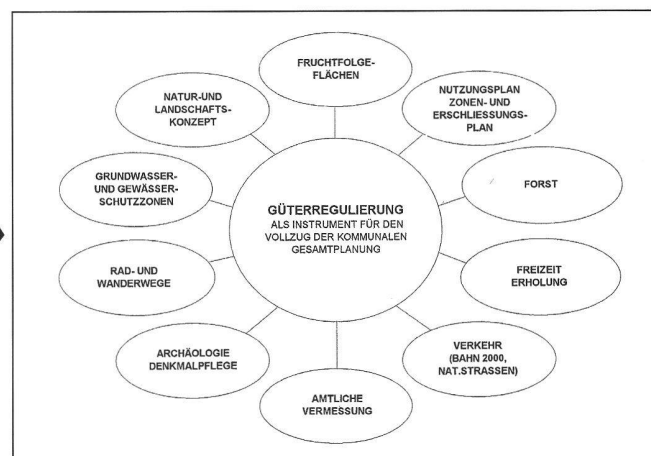 FRUCHTFOLGE-
FLÄCHEN
NUTZUNGSPLAN
ZONEN- UND
ERSCHLIESSUNGS-
PLAN
FORST
FREIZEIT
ERHOLUNG
VERKEHR
(BAHN 2000,
NAT.STRASSEN)
AMTLICHE
VERMESSUNG
ARCHÄOLOGIE
DENKMALPFLEGE
RAD- UND
WANDERWEGE
GRUNDWASSER-
UND GEWÄSSER-
SCHUTZZONEN
NATUR-UND
LANDSCHAFTS-
KONZEPT
GÜTERREGULIERUNG
ALS INSTRUMENT FÜR DEN
VOLLZUG DER KOMMUNALEN
GESAMTPLANUNG